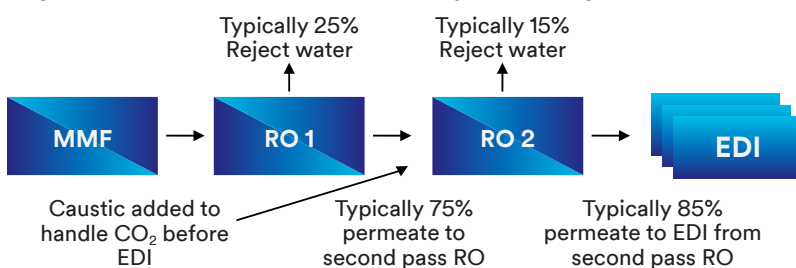 Typically 25%
Reject water
Typically 15%
Reject water
MMF
RO 1
RO 2
EDI
Caustic added to
handle CO₂ before
EDI
Typically 75%
permeate to
second pass RO
Typically 85%
permeate to EDI from
second pass RO